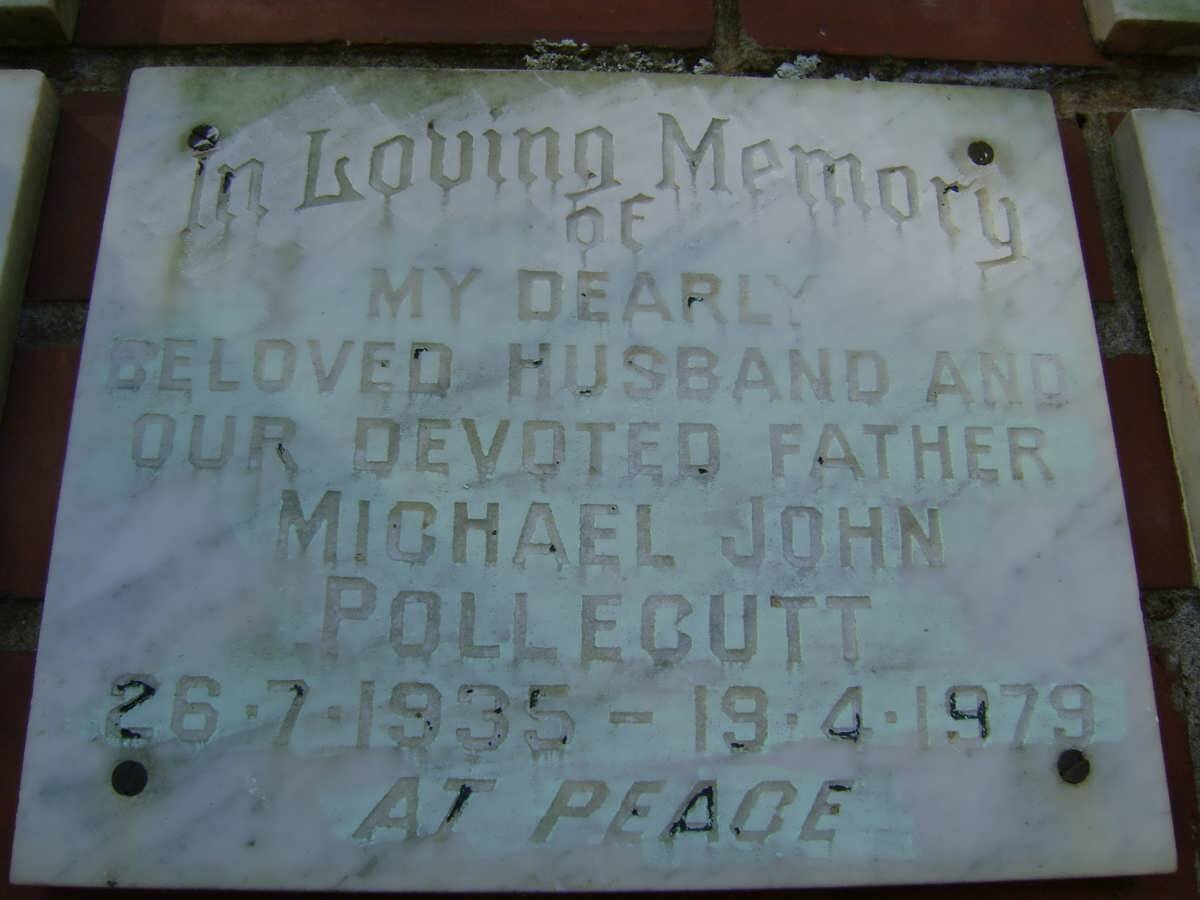 In Loving Memory
of
MY DEARLY
BELOVED HUSBAND AND
OUR DEVOTED FATHER
MICHAEL JOHN
POLLECUTT
26·7·1935 – 19·4·1979
AT PEACE